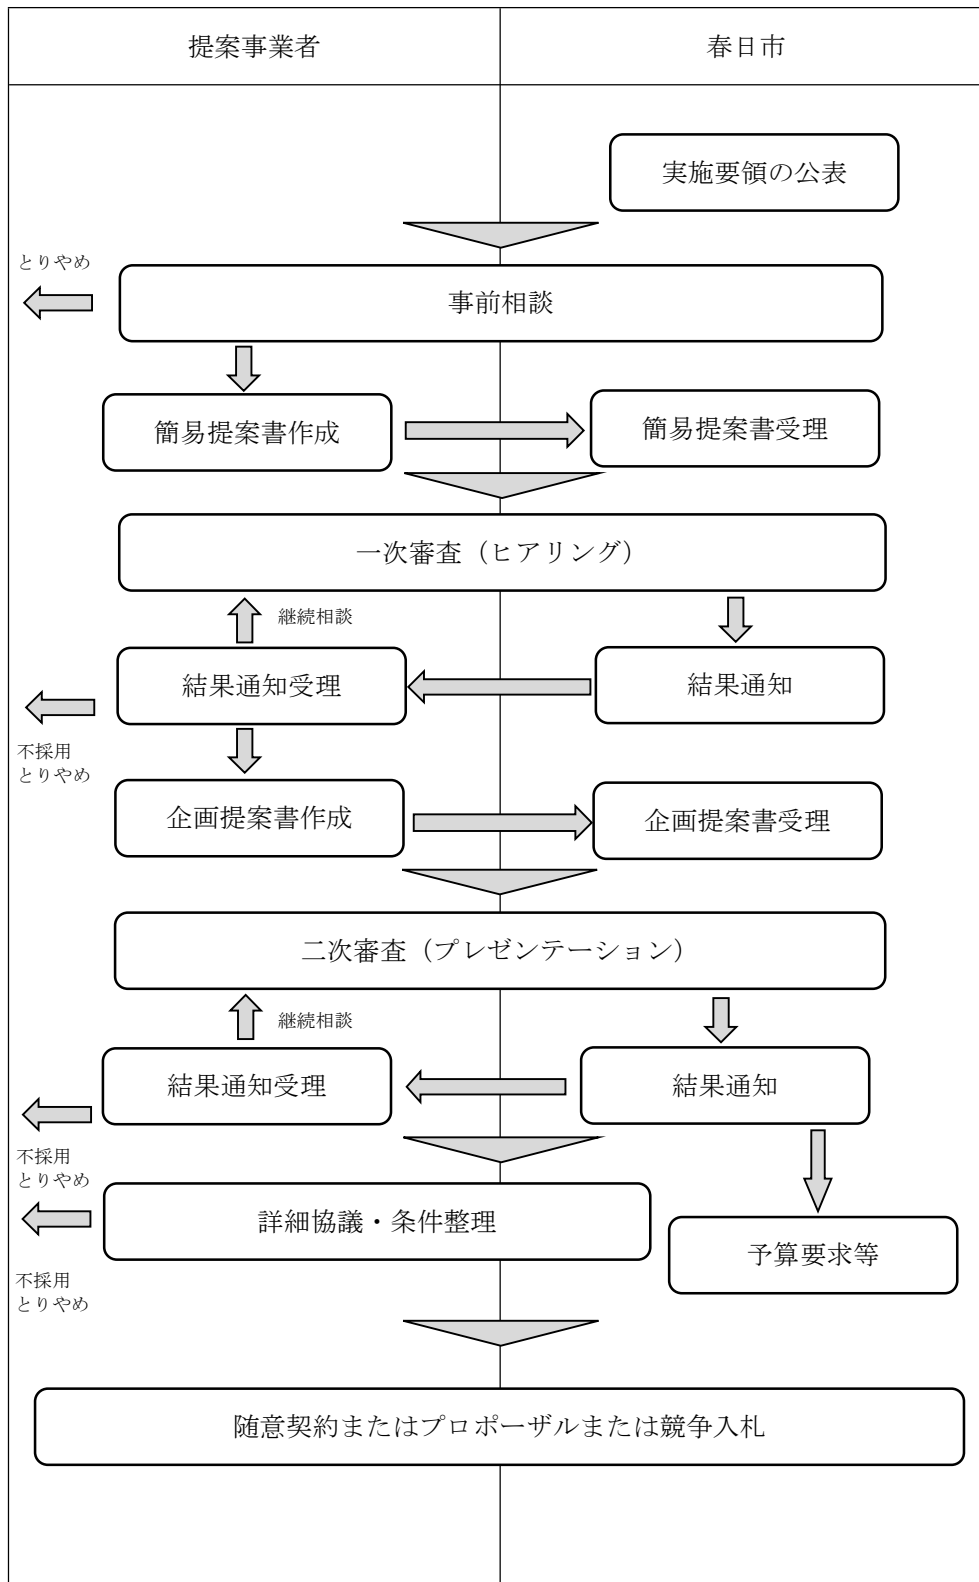 提案事業者
春日市
実施要領の公表
とりやめ
事前相談
簡易提案書作成
簡易提案書受理
一次審査（ヒアリング）
継続相談
結果通知受理
結果通知
不採用
とりやめ
企画提案書作成
企画提案書受理
二次審査（プレゼンテーション）
継続相談
結果通知受理
結果通知
不採用
とりやめ
詳細協議・条件整理
予算要求等
不採用
とりやめ
随意契約またはプロポーザルまたは競争入札